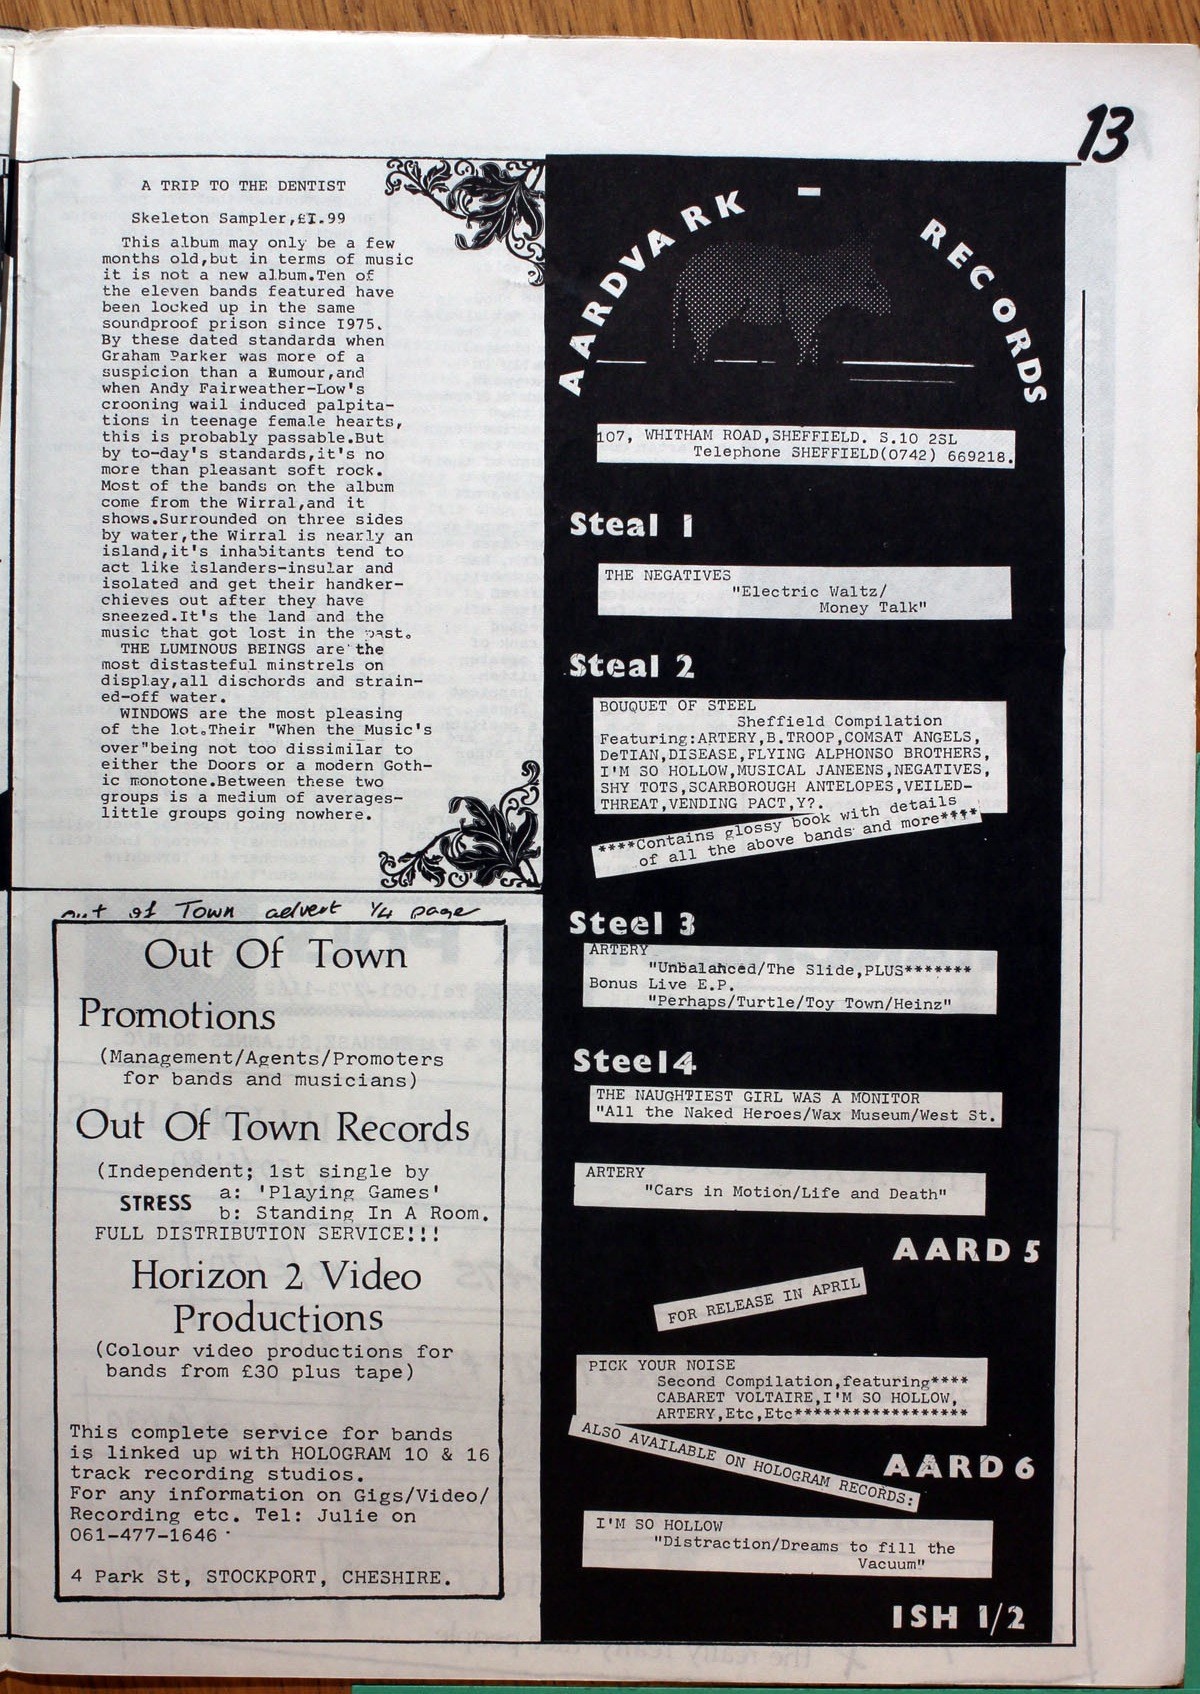 13
A TRIP TO THE DENTIST
Skeleton Sampler,£I.99
This album may only be a few
months old,but in terms of music
it is not a new album.Ten of
the eleven bands featured have
been locked up in the same
soundproof prison since I975.
By these dated standards when
Graham Parker was more of a
suspicion than a Rumour,and
when Andy Fairweather-Low's
crooning wail induced palpita-
tions in teenage female hearts,
this is probably passable.But
by to-day's standards,it's no
more than pleasant soft rock.
Most of the bands on the album
come from the Wirral,and it
shows.Surrounded on three sides
by water,the Wirral is nearly an
island,it's inhabitants tend to
act like islanders-insular and
isolated and get their handker-
chieves out after they have
sneezed.It's the land and the
music that got lost in the past.
THE LUMINOUS BEINGS are the
most distasteful minstrels on
display,all dischords and strain-
ed-off water.
WINDOWS are the most pleasing
of the lot.Their "When the Music's
over"being not too dissimilar to
either the Doors or a modern Goth-
ic monotone.Between these two
groups is a medium of averages-
little groups going nowhere.
out of Town advert 1/4 page
Out Of Town
Promotions
(Management/Agents/Promoters
for bands and musicians)
Out Of Town Records
(Independent; 1st single by
STRESS a: 'Playing Games'
b: Standing In A Room.
FULL DISTRIBUTION SERVICE!!!
Horizon 2 Video
Productions
(Colour video productions for
bands from £30 plus tape)
This complete service for bands
is linked up with HOLOGRAM 10 & 16
track recording studios.
For any information on Gigs/Video/
Recording etc. Tel: Julie on
061-477-1646
4 Park St, STOCKPORT, CHESHIRE.
AARDVARK - RECORDS
107, WHITHAM ROAD,SHEFFIELD. S.10 2SL
Telephone SHEFFIELD(0742) 669218.
Steal 1
THE NEGATIVES
"Electric Waltz/
Money Talk"
Steal 2
BOUQUET OF STEEL
Sheffield Compilation
Featuring:ARTERY,B.TROOP,COMSAT ANGELS,
DeTIAN,DISEASE,FLYING ALPHONSO BROTHERS,
I'M SO HOLLOW,MUSICAL JANEENS,NEGATIVES,
SHY TOTS,SCARBOROUGH ANTELOPES,VEILED-
THREAT,VENDING PACT,Y?.
****Contains glossy book with details
of all the above bands and more****
Steel 3
ARTERY
"Unbalanced/The Slide,PLUS*******
Bonus Live E.P.
"Perhaps/Turtle/Toy Town/Heinz"
Steel 4
THE NAUGHTIEST GIRL WAS A MONITOR
"All the Naked Heroes/Wax Museum/West St.
ARTERY
"Cars in Motion/Life and Death"
AARD 5
FOR RELEASE IN APRIL
PICK YOUR NOISE
Second Compilation,featuring****
CABARET VOLTAIRE,I'M SO HOLLOW,
ARTERY,Etc,Etc******************
AARD 6
ALSO AVAILABLE ON HOLOGRAM RECORDS:
I'M SO HOLLOW
"Distraction/Dreams to fill the
Vacuum"
ISH 1/2